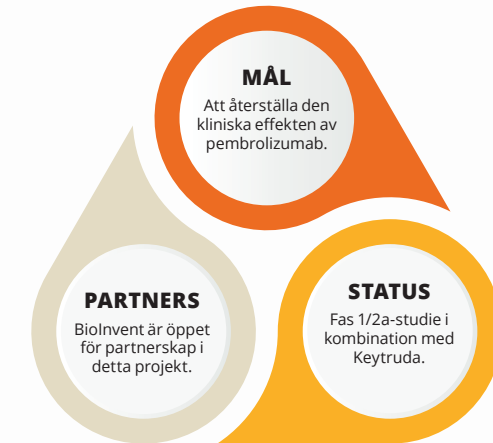 MÅL
Att återställa den
kliniska effekten av
pembrolizumab.
PARTNERS
BioInvent är öppet
för partnerskap i
detta projekt.
STATUS
Fas 1/2a-studie i
kombination med
Keytruda.